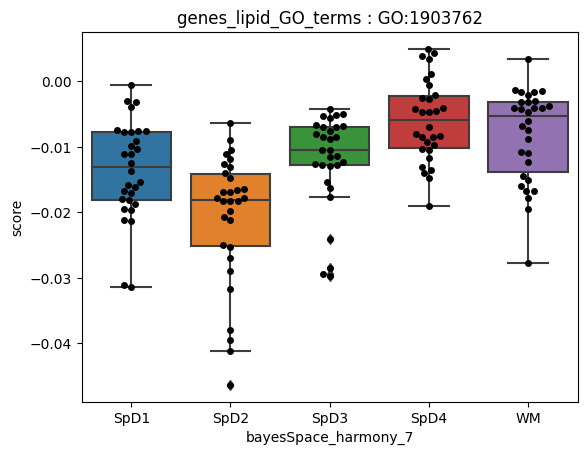 genes_lipid_GO_terms : GO:1903762
0.00
−0.01
−0.02
−0.03
−0.04
score
SpD1 SpD2 SpD3 SpD4 WM
bayesSpace_harmony_7